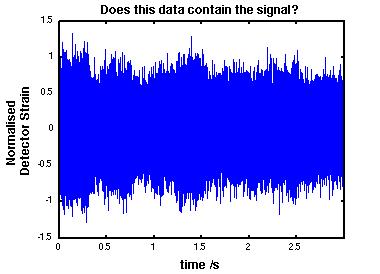 Does this data contain the signal?
1.5
1
0.5
0
-0.5
-1
-1.5
Normalised
Detector Strain
0 0.5 1 1.5 2 2.5
time /s